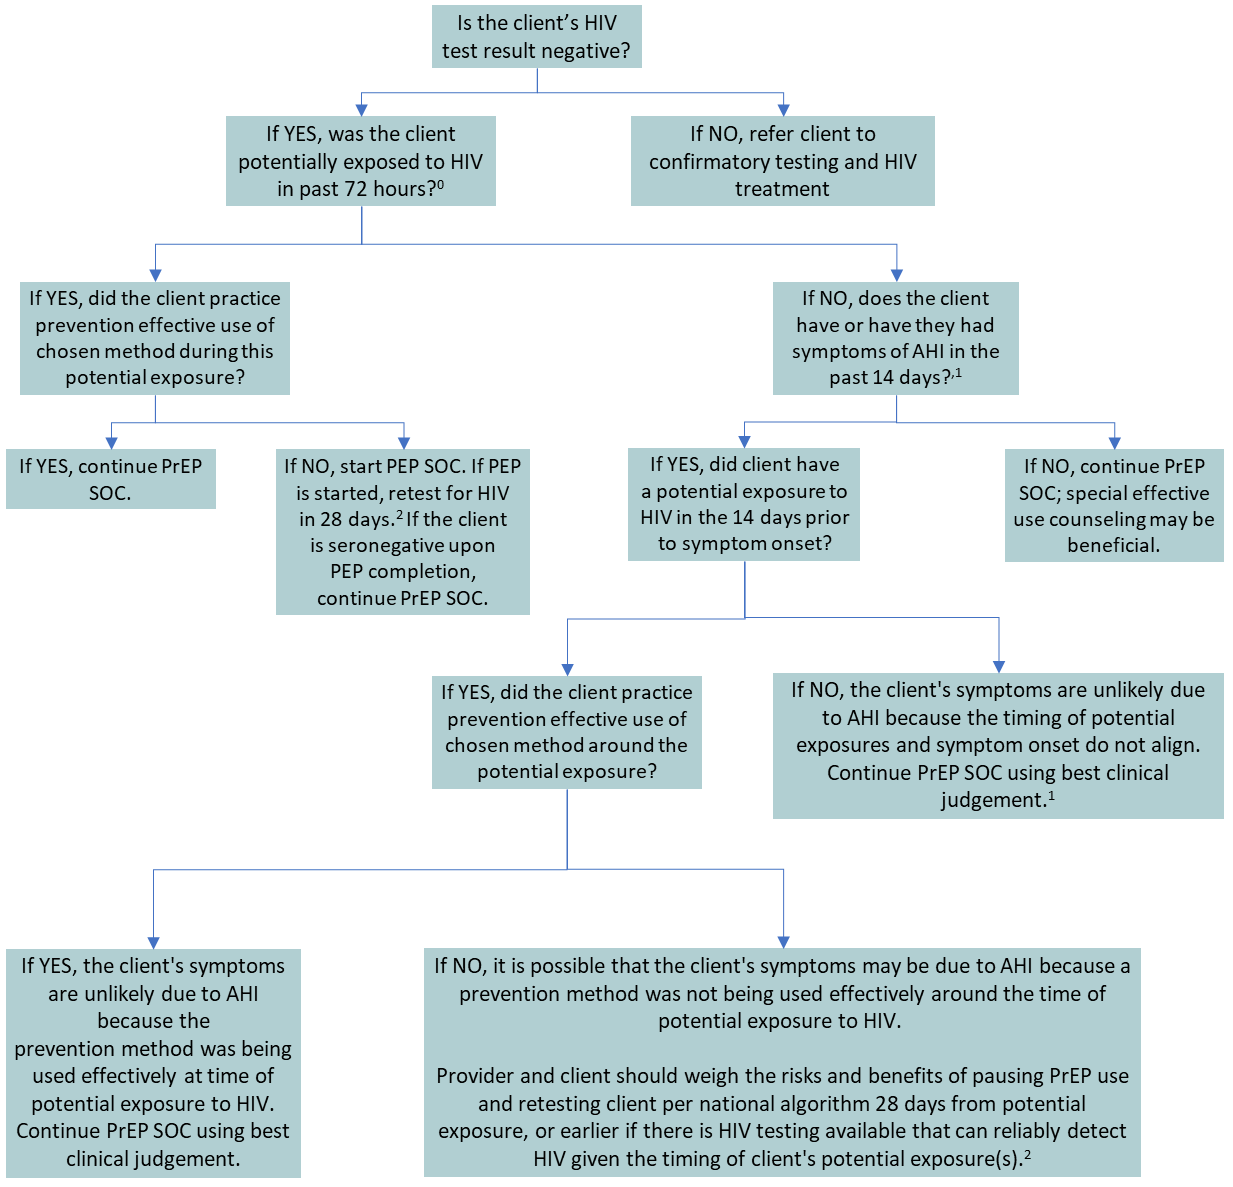 Is the client’s HIV
test result negative?
If YES, was the client
potentially exposed to HIV
in past 72 hours?⁰
If NO, refer client to
confirmatory testing and HIV
treatment
If YES, did the client practice
prevention effective use of
chosen method during this
potential exposure?
If NO, does the client
have or have they had
symptoms of AHI in the
past 14 days?,¹
If YES, continue PrEP
SOC.
If NO, start PEP SOC. If PEP
is started, retest for HIV
in 28 days.² If the client
is seronegative upon
PEP completion,
continue PrEP SOC.
If YES, did client have
a potential exposure to
HIV in the 14 days prior
to symptom onset?
If NO, continue PrEP
SOC; special effective
use counseling may be
beneficial.
If YES, did the client practice
prevention effective use of
chosen method around the
potential exposure?
If NO, the client's symptoms are unlikely due
to AHI because the timing of potential
exposures and symptom onset do not align.
Continue PrEP SOC using best clinical
judgement.¹
If YES, the client's symptoms
are unlikely due to AHI
because the
prevention method was being
used effectively at time of
potential exposure to HIV.
Continue PrEP SOC using best
clinical judgement.
If NO, it is possible that the client's symptoms may be due to AHI because a
prevention method was not being used effectively around the time of
potential exposure to HIV.
Provider and client should weigh the risks and benefits of pausing PrEP use
and retesting client per national algorithm 28 days from potential
exposure, or earlier if there is HIV testing available that can reliably detect
HIV given the timing of client's potential exposure(s).²